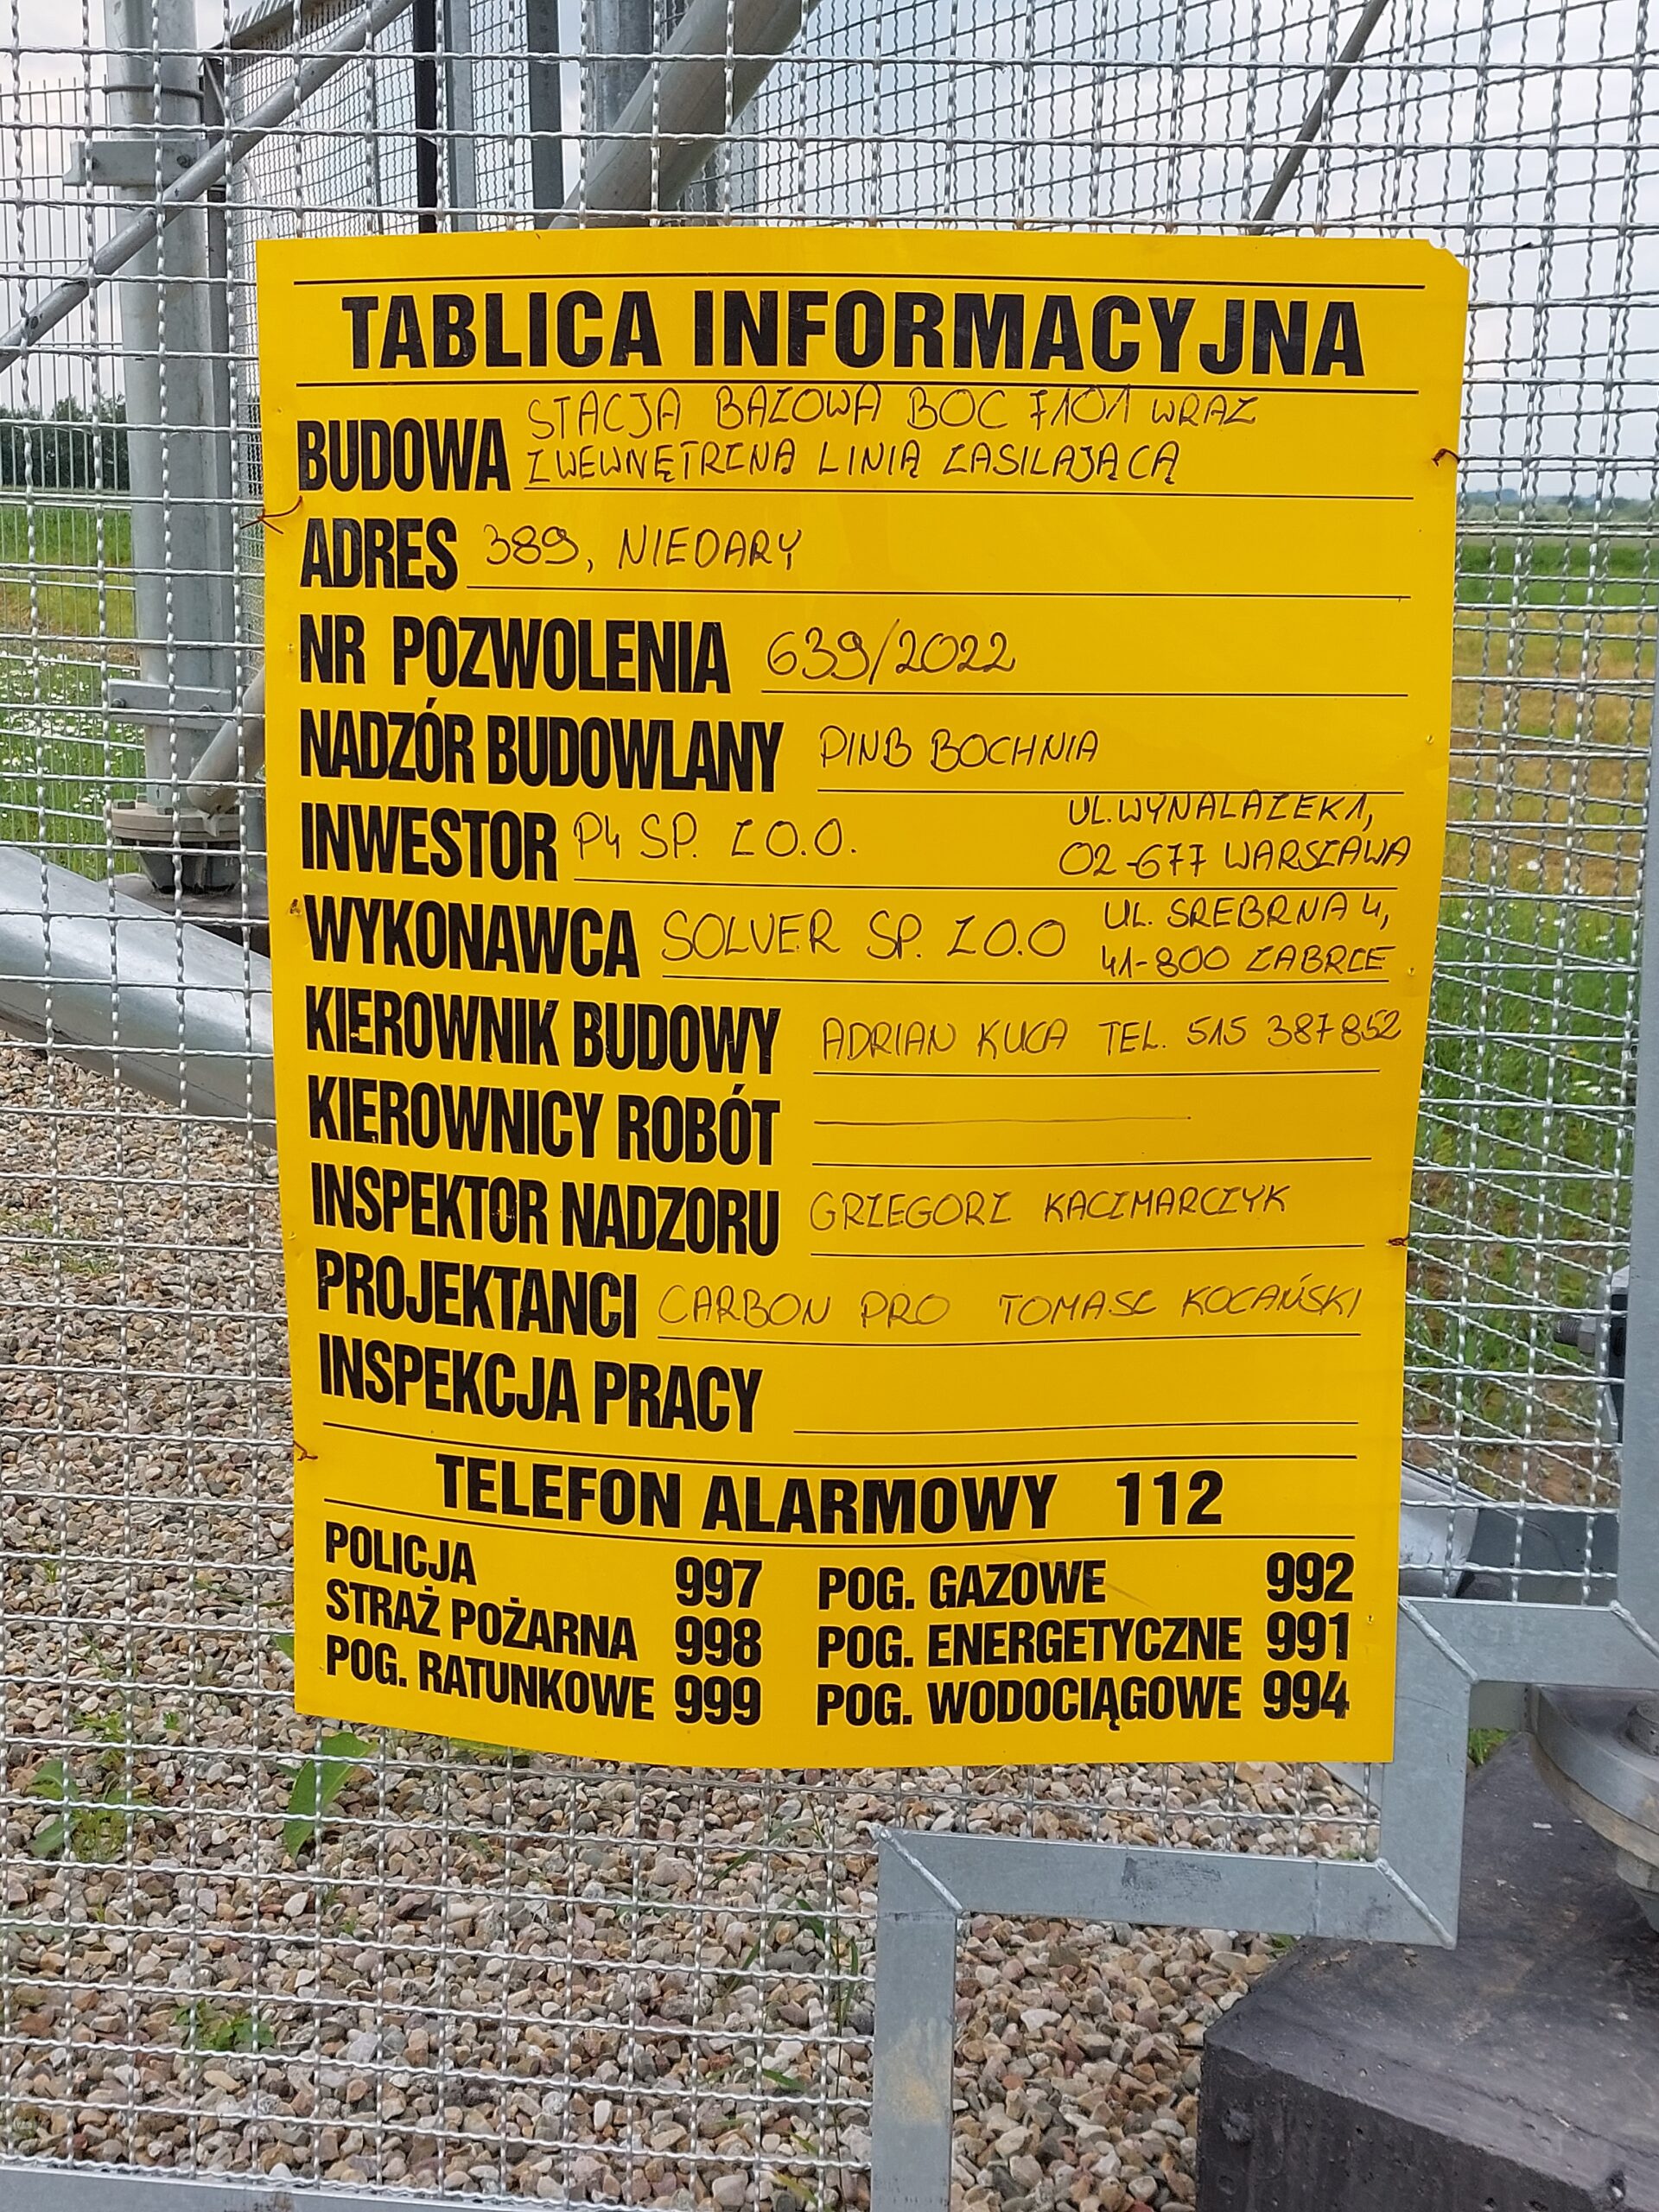 TABLICA INFORMACYJNA
BUDOWA STACJA BAZOWA BOC 7101 WRAZ
Z WEWNĘTRZNĄ LINIĄ ZASILAJĄCĄ
ADRES 389, NIEDARY
NR POZWOLENIA 639/2022
NADZÓR BUDOWLANY PINB BOCHNIA
INWESTOR P4 SP. Z O.O. UL. WYNALAZEK 1,
02-677 WARSZAWA
WYKONAWCA SOLVER SP. Z O.O UL. SREBRNA 4,
41-800 ZABRZE
KIEROWNIK BUDOWY ADRIAN KUCA TEL. 515 387852
KIEROWNICY ROBÓT
INSPEKTOR NADZORU GRZEGORZ KACZMARCZYK
PROJEKTANCI CARBON PRO TOMASZ KOCAŃSKI
INSPEKCJA PRACY
TELEFON ALARMOWY 112
POLICJA 997 POG. GAZOWE 992
STRAŻ POŻARNA 998 POG. ENERGETYCZNE 991
POG. RATUNKOWE 999 POG. WODOCIĄGOWE 994